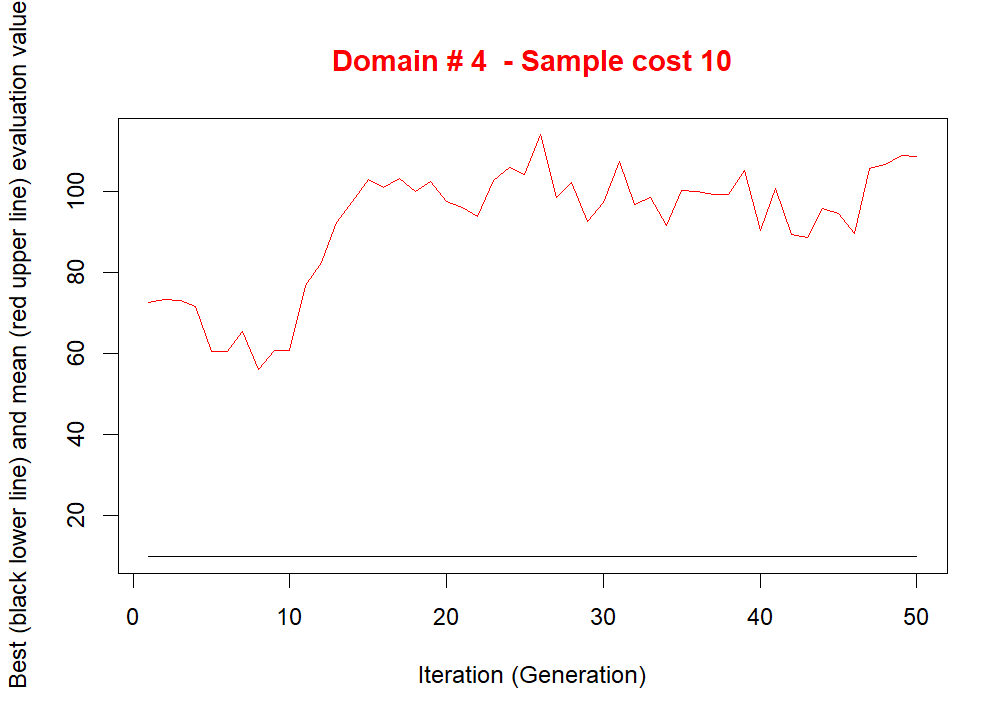 Domain # 4 - Sample cost 10
Best (black lower line) and mean (red upper line) evaluation value
100
80
60
40
20
0 10 20 30 40 50
Iteration (Generation)